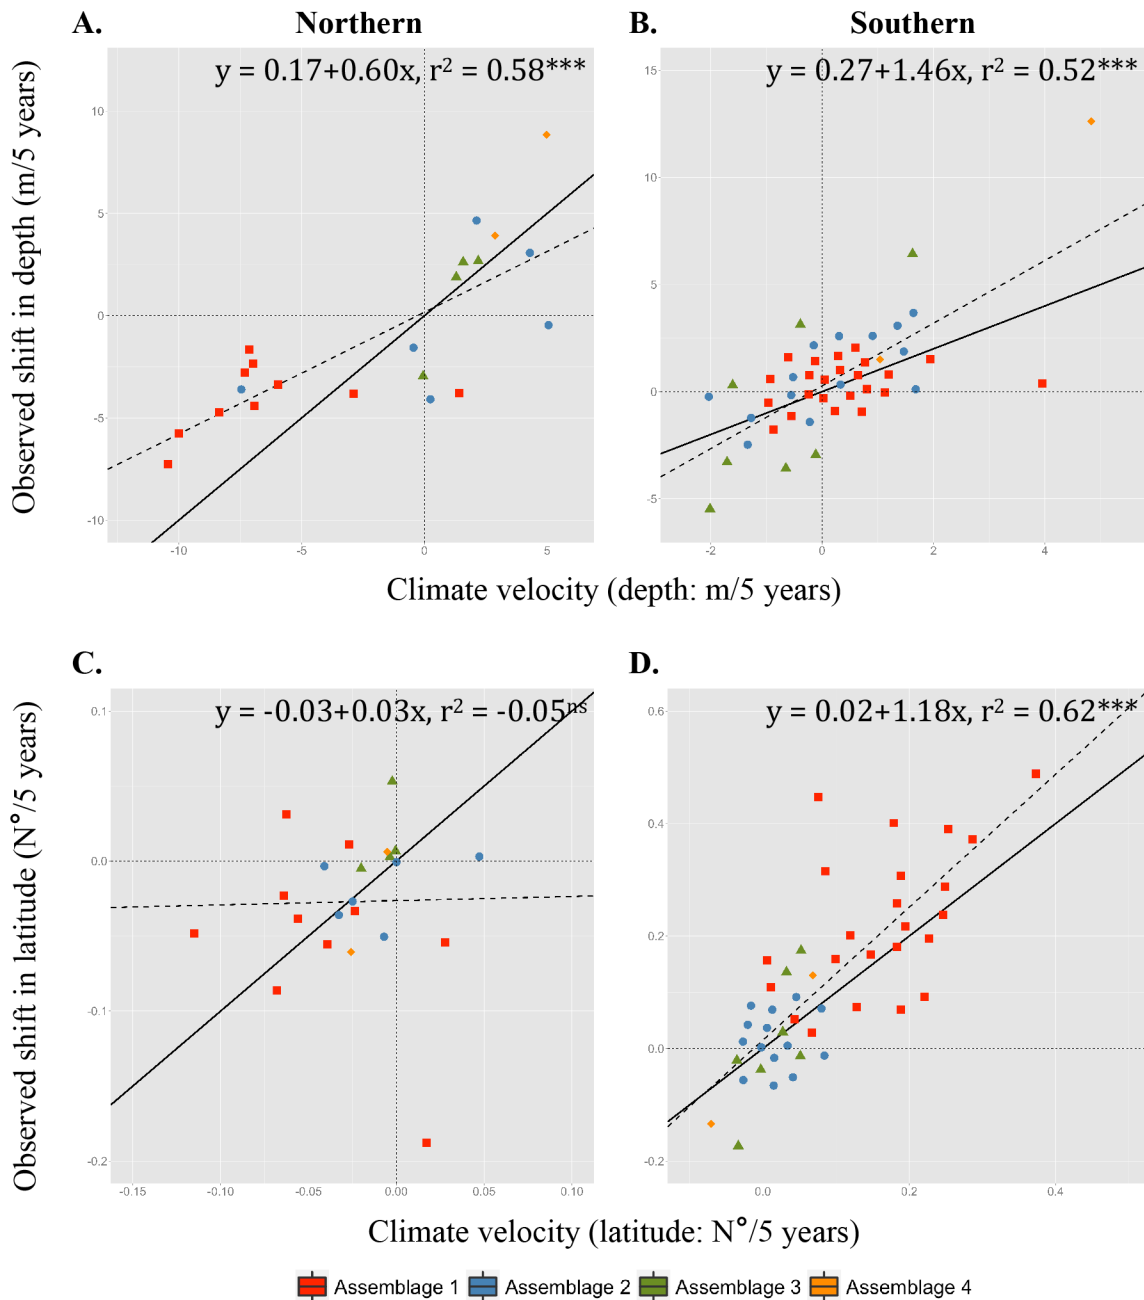 A. Northern
B. Southern
y = 0.17+0.60x, r² = 0.58***
y = 0.27+1.46x, r² = 0.52***
Observed shift in depth (m/5 years)
10
5
0
-5
-10
-10
-5
0
5
15
10
5
0
-5
-2
0
2
4
Climate velocity (depth: m/5 years)
C.
D.
y = -0.03+0.03x, r² = -0.05ⁿˢ
y = 0.02+1.18x, r² = 0.62***
Observed shift in latitude (N°/5 years)
0.1
0.0
-0.1
-0.2
-0.15
-0.10
-0.05
0.00
0.05
0.10
0.6
0.4
0.2
0.0
-0.2
0.0
0.2
0.4
Climate velocity (latitude: N°/5 years)
Assemblage 1 Assemblage 2 Assemblage 3 Assemblage 4